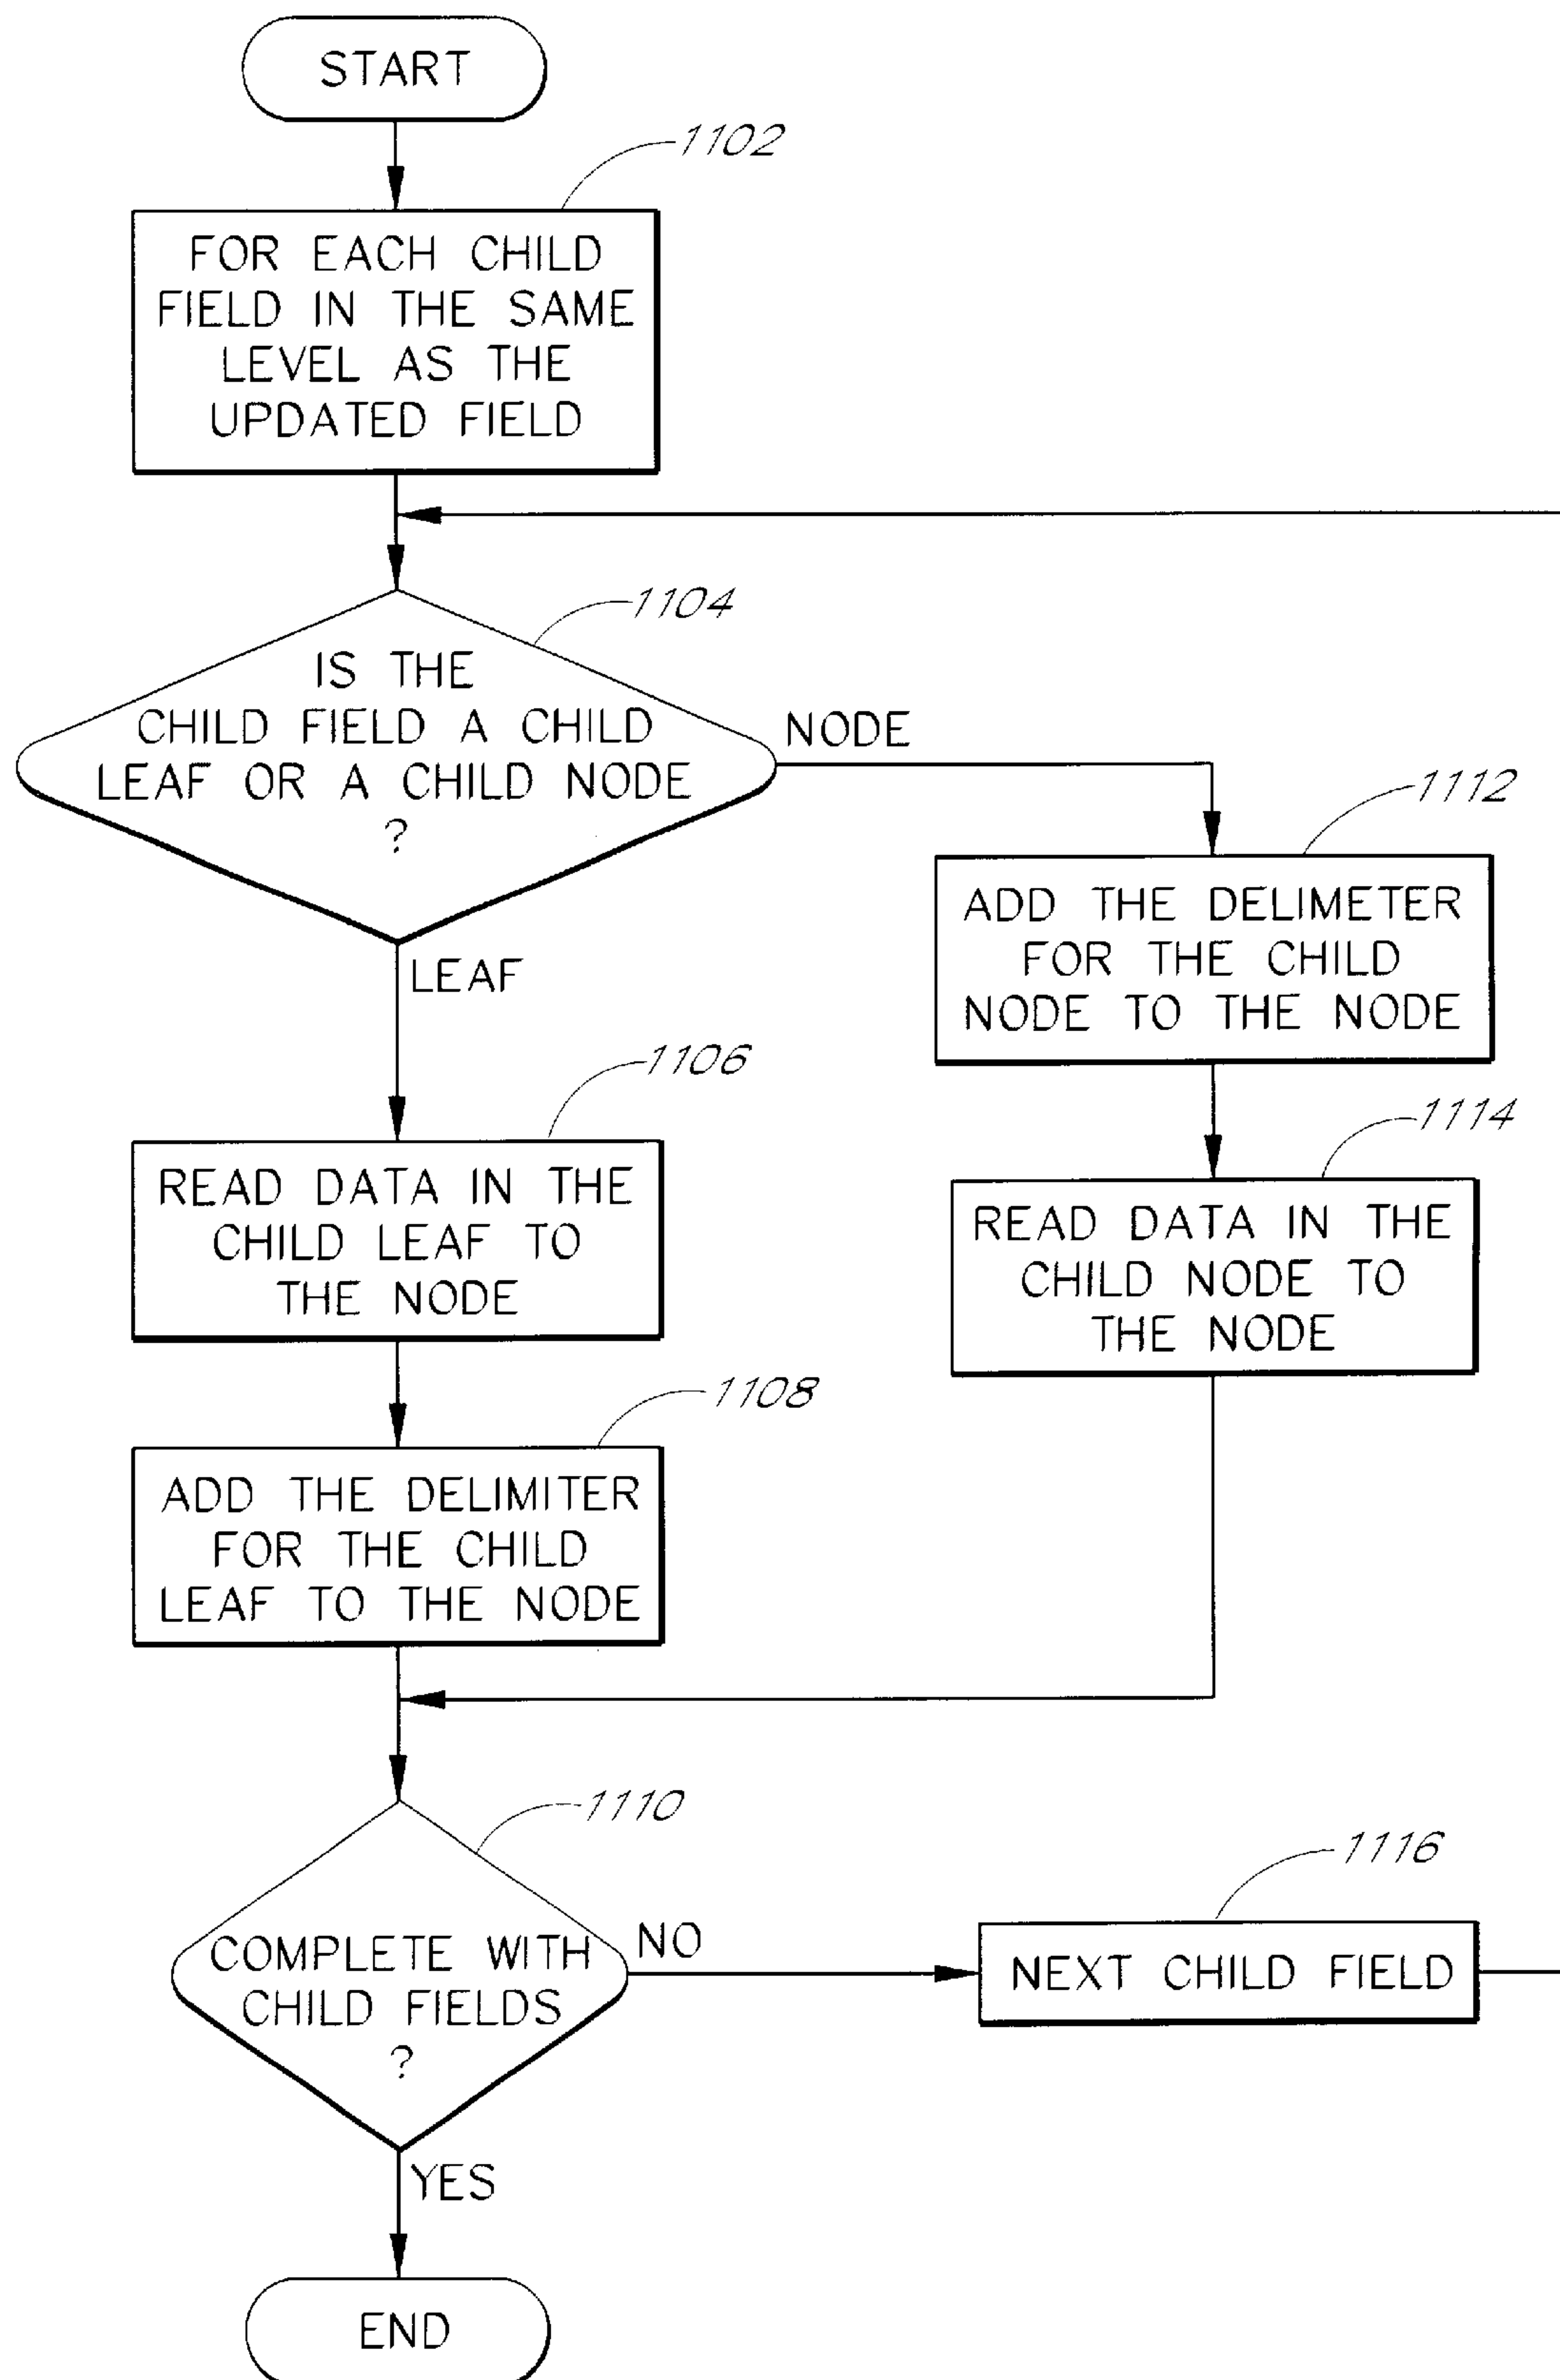 START
1102
FOR EACH CHILD
FIELD IN THE SAME
LEVEL AS THE
UPDATED FIELD
1104
IS THE
CHILD FIELD A CHILD
LEAF OR A CHILD NODE
?
NODE
LEAF
1112
ADD THE DELIMETER
FOR THE CHILD
NODE TO THE NODE
1106
READ DATA IN THE
CHILD LEAF TO
THE NODE
1114
READ DATA IN THE
CHILD NODE TO
THE NODE
1108
ADD THE DELIMITER
FOR THE CHILD
LEAF TO THE NODE
1110
COMPLETE WITH
CHILD FIELDS
?
NO
1116
NEXT CHILD FIELD
YES
END